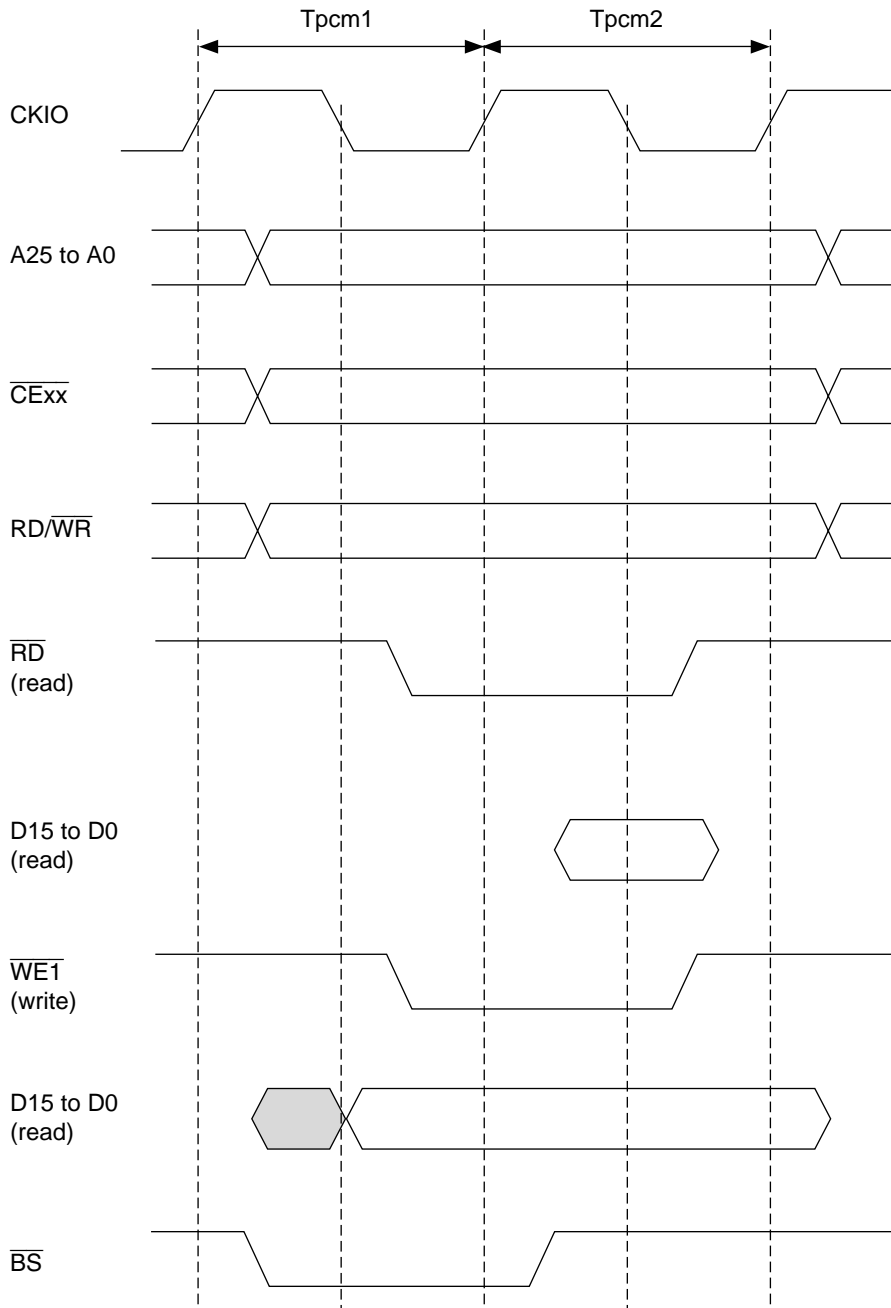 Tpcm1 Tpcm2
CKIO
A25 to A0
CExx
RD/WR
RD
(read)
D15 to D0
(read)
WE1
(write)
D15 to D0
(read)
BS